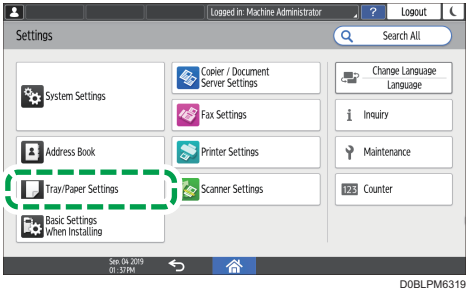 Logged in: Machine Administrator
?
Logout
Settings
Search All
System Settings
Copier / Document
Server Settings
Change Language
Language
Fax Settings
Inquiry
Address Book
Printer Settings
Maintenance
Tray/Paper Settings
Scanner Settings
123
Counter
Basic Settings
When Installing
Sep. 04 2019
01:37PM
D0BLPM6319